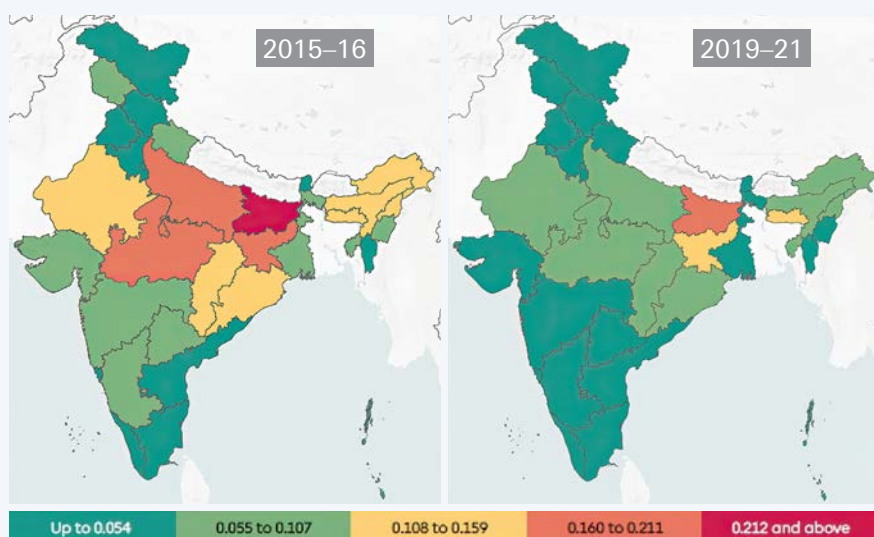 2015–16
2019–21
Up to 0.054
0.055 to 0.107
0.108 to 0.159
0.160 to 0.211
0.212 and above